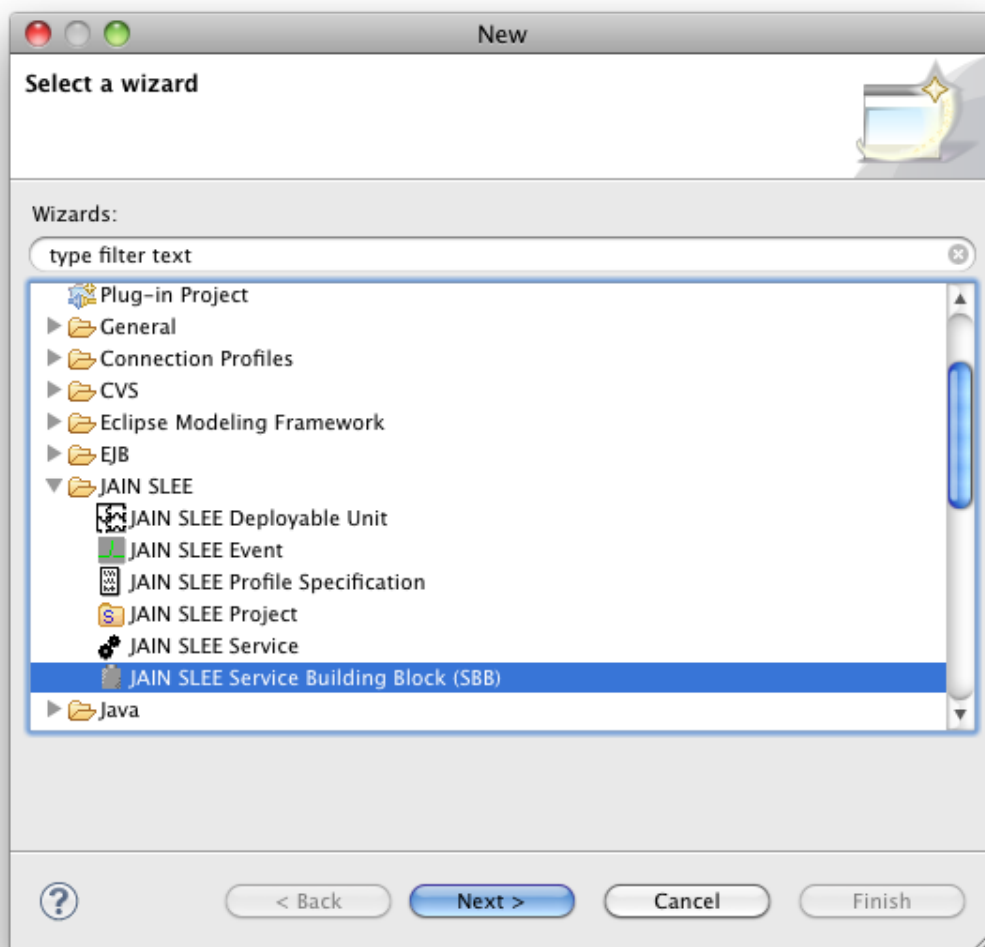 New
Select a wizard
Wizards:
type filter text
Plug-in Project
General
Connection Profiles
CVS
Eclipse Modeling Framework
EJB
JAIN SLEE
JAIN SLEE Deployable Unit
JAIN SLEE Event
JAIN SLEE Profile Specification
S JAIN SLEE Project
JAIN SLEE Service
JAIN SLEE Service Building Block (SBB)
Java
? < Back Next > Cancel Finish